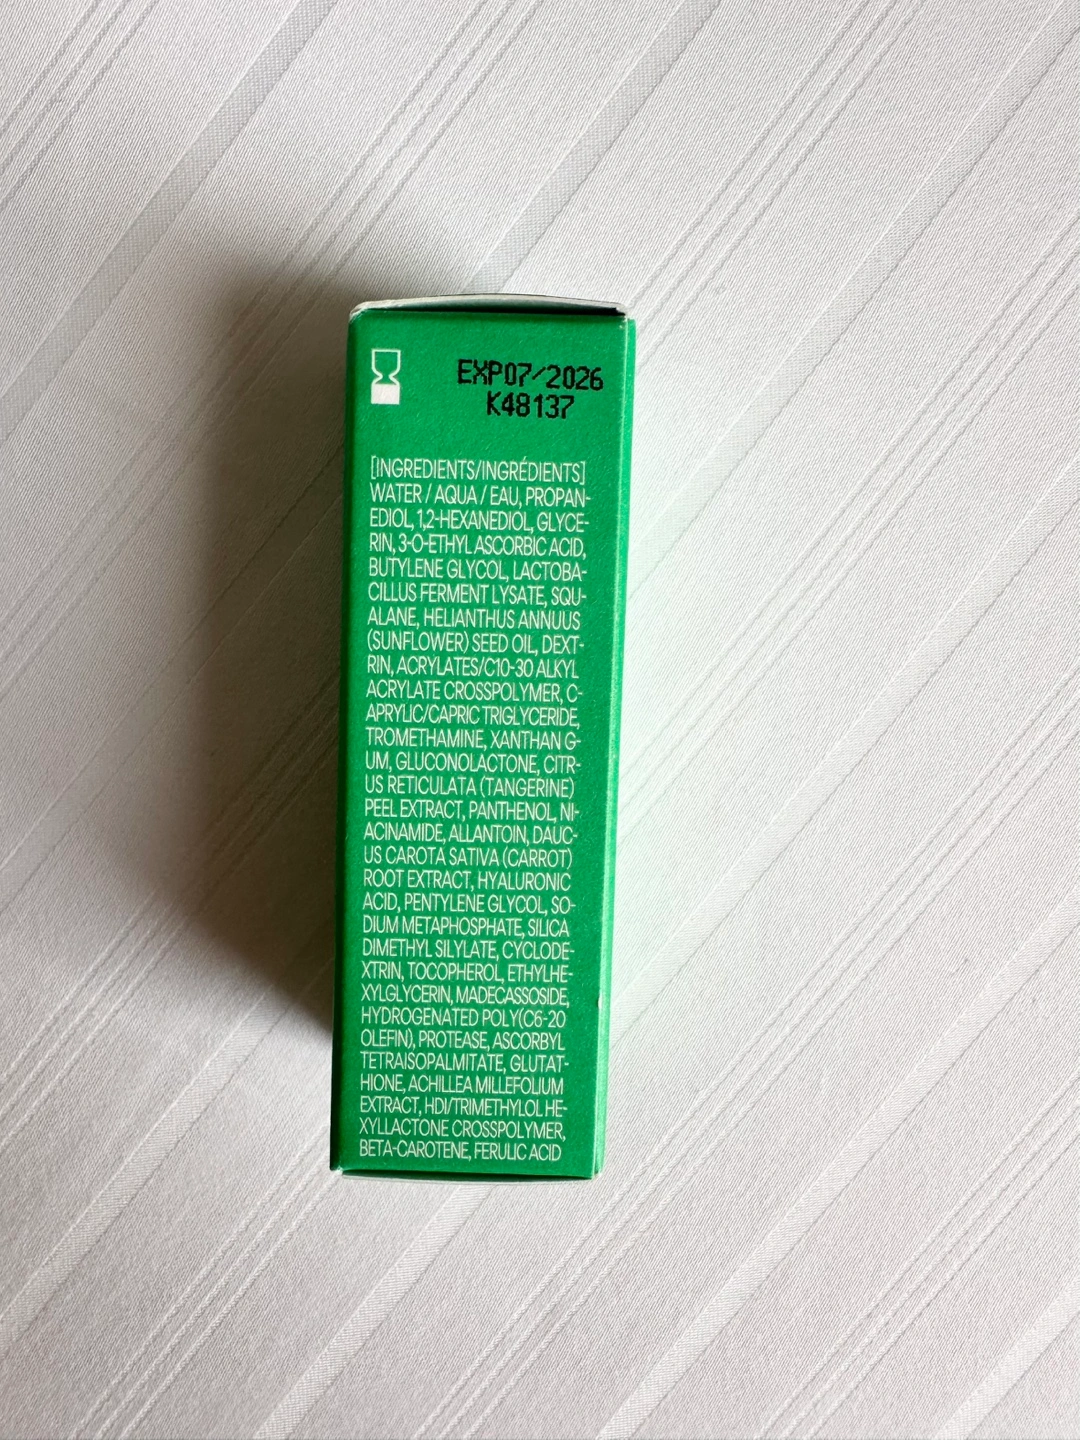 EXP07/2026
K48137
[INGREDIENTS/INGRÉDIENTS]
WATER / AQUA / EAU, PROPAN-
EDIOL, 1,2-HEXANEDIOL, GLYCE-
RIN, 3-O-ETHYL ASCORBIC ACID,
BUTYLENE GLYCOL, LACTOBA-
CILLUS FERMENT LYSATE, SQU-
ALANE, HELIANTHUS ANNUUS
(SUNFLOWER) SEED OIL, DEXT-
RIN, ACRYLATES/C10-30 ALKYL
ACRYLATE CROSSPOLYMER, C-
APRYLIC/CAPRIC TRIGLYCERIDE,
TROMETHAMINE, XANTHAN G-
UM, GLUCONOLACTONE, CITR-
US RETICULATA (TANGERINE)
PEEL EXTRACT, PANTHENOL, NI-
ACINAMIDE, ALLANTOIN, DAUC-
US CAROTA SATIVA (CARROT)
ROOT EXTRACT, HYALURONIC
ACID, PENTYLENE GLYCOL, SO-
DIUM METAPHOSPHATE, SILICA
DIMETHYL SILYLATE, CYCLODE-
XTRIN, TOCOPHEROL, ETHYLHE-
XYLGLYCERIN, MADECASSOSIDE,
HYDROGENATED POLY(C6-20
OLEFIN), PROTEASE, ASCORBYL
TETRAISOPALMITATE, GLUTAT-
HIONE, ACHILLEA MILLEFOLIUM
EXTRACT, HDI/TRIMETHYLOL HE-
XYLLACTONE CROSSPOLYMER,
BETA-CAROTENE, FERULIC ACID